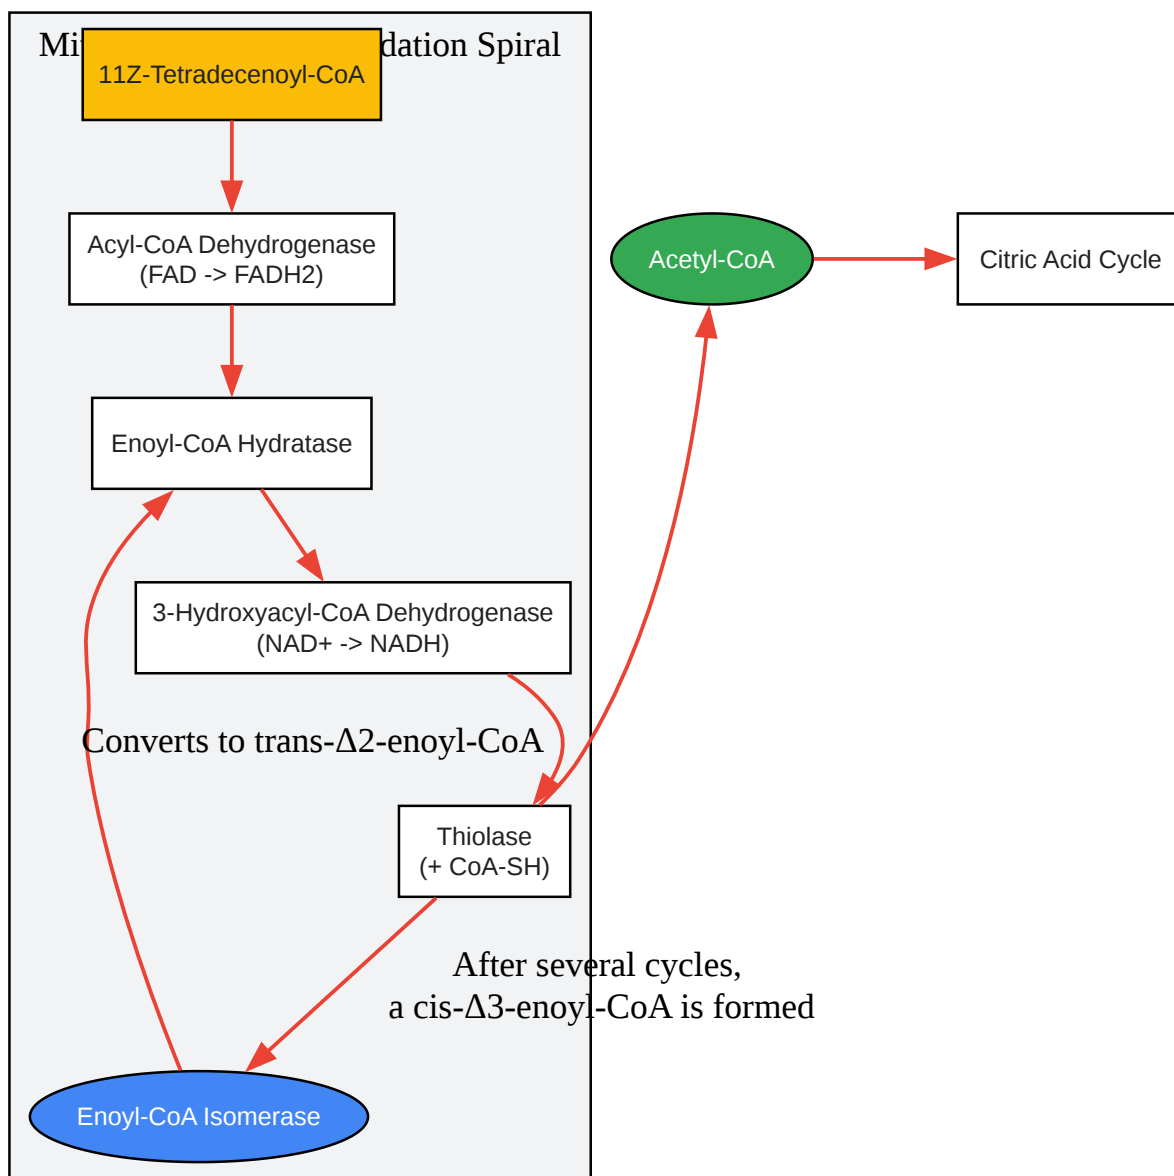 Mi dation Spiral
11Z-Tetradecenoyl-CoA
Acyl-CoA Dehydrogenase
(FAD -> FADH2)
Acetyl-CoA
Citric Acid Cycle
Enoyl-CoA Hydratase
3-Hydroxyacyl-CoA Dehydrogenase
(NAD+ -> NADH)
Converts to trans-Δ2-enoyl-CoA
Thiolase
(+ CoA-SH)
After several cycles,
a cis-Δ3-enoyl-CoA is formed
Enoyl-CoA Isomerase